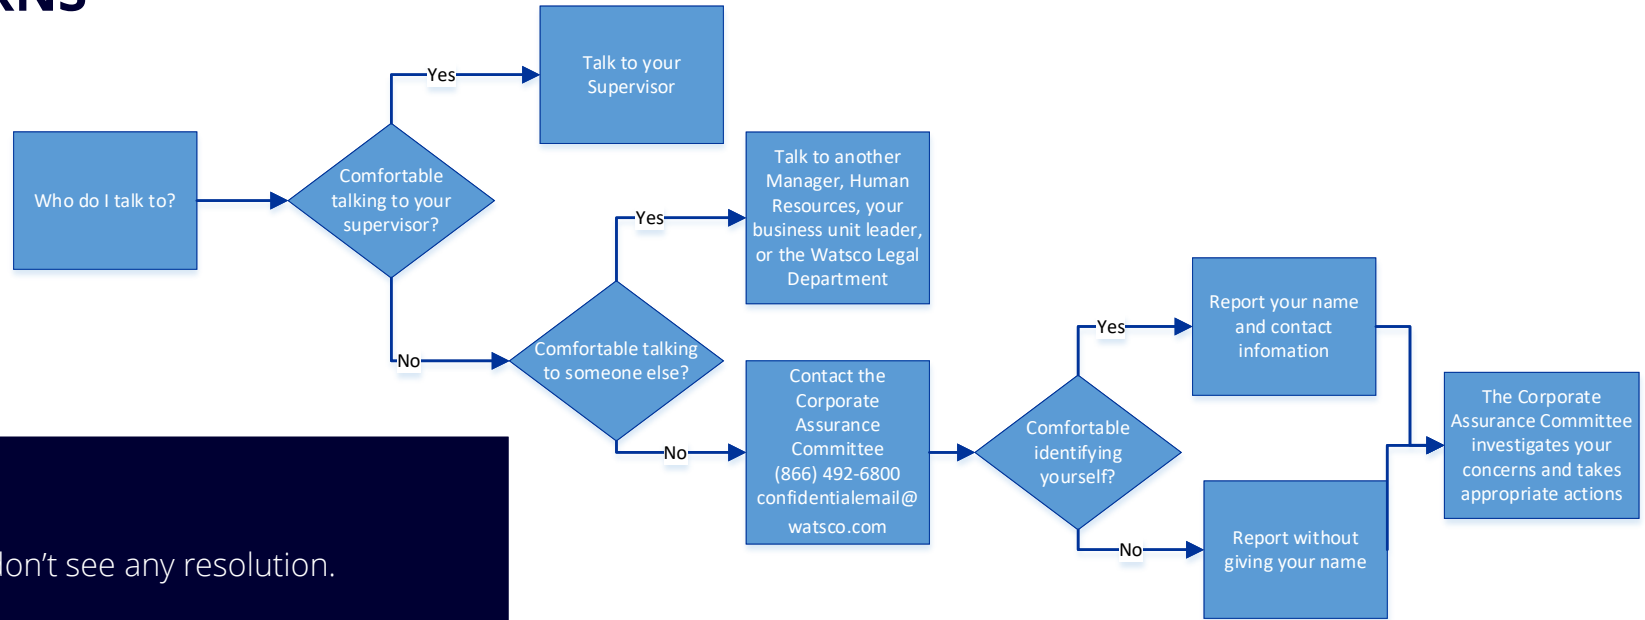 Who do I talk to?
Comfortable
talking to your
supervisor?
Yes
Talk to your
Supervisor
No
Comfortable talking
to someone else?
Yes
Talk to another
Manager, Human
Resources, your
business unit leader,
or the Watsco Legal
Department
No
Contact the
Corporate
Assurance
Committee
(866) 492-6800
confidentialemail@
watsco.com
Comfortable
identifying
yourself?
Yes
Report your name
and contact
infomation
No
Report without
giving your name
The Corporate
Assurance Committee
investigates your
concerns and takes
appropriate actions
don’t see any resolution.